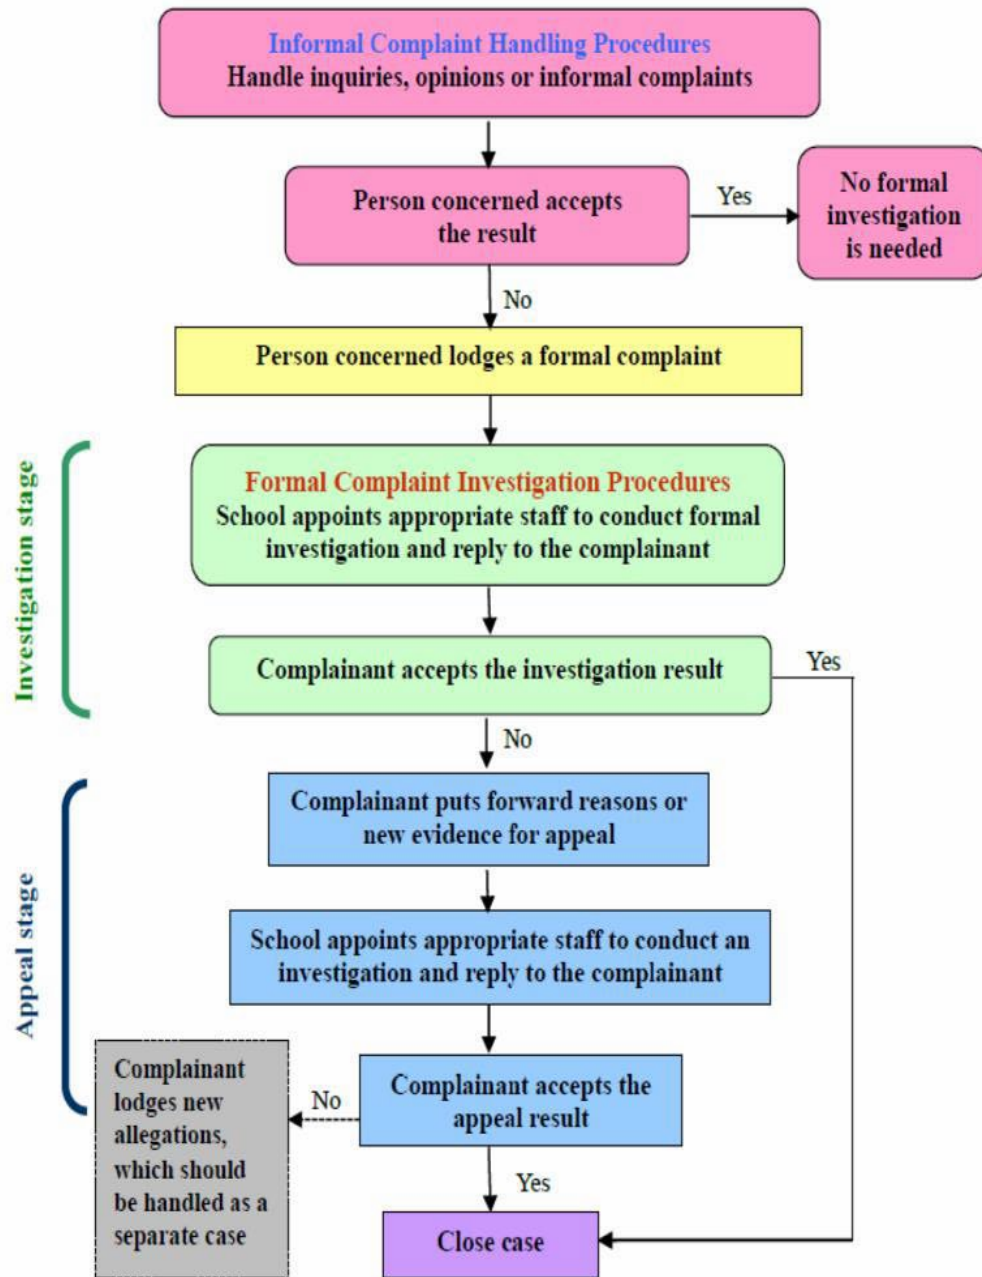 Informal Complaint Handling Procedures
Handle inquiries, opinions or informal complaints
Person concerned accepts
the result
Yes
No formal
investigation
is needed
No
Person concerned lodges a formal complaint
Investigation stage
Formal Complaint Investigation Procedures
School appoints appropriate staff to conduct formal
investigation and reply to the complainant
Complainant accepts the investigation result
Yes
No
Appeal stage
Complainant puts forward reasons or
new evidence for appeal
School appoints appropriate staff to conduct an
investigation and reply to the complainant
Complainant accepts the
appeal result
No
Complainant
lodges new
allegations,
which should
be handled as a
separate case
Yes
Close case